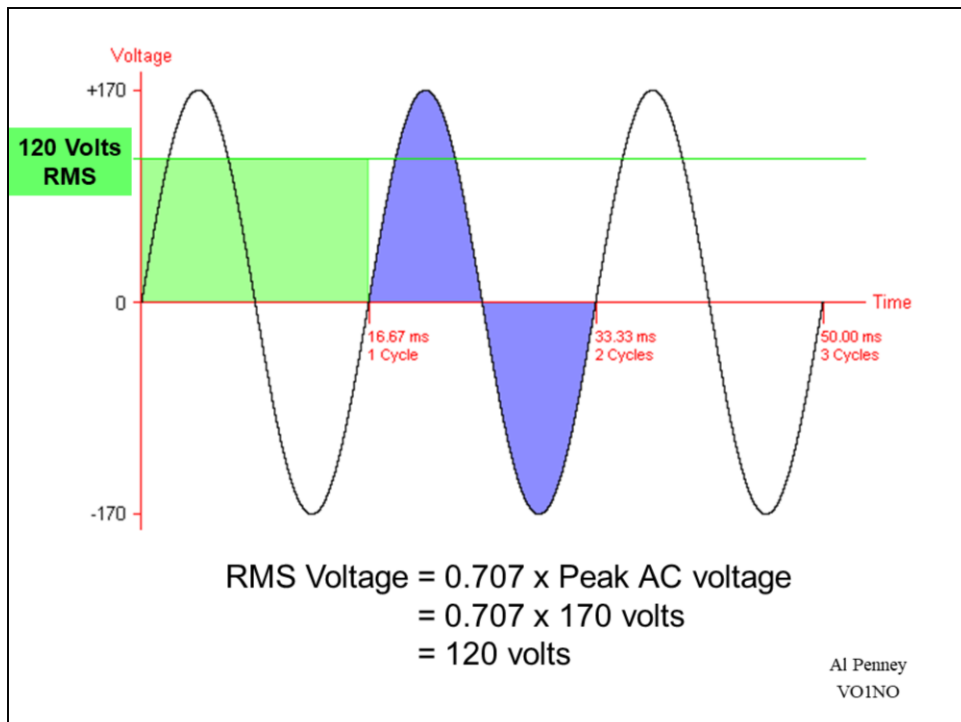 Voltage
+170
120 Volts
RMS
0
Time
16.67 ms
1 Cycle
33.33 ms
2 Cycles
50.00 ms
3 Cycles
-170
RMS Voltage = 0.707 x Peak AC voltage
= 0.707 x 170 volts
= 120 volts
Al Penney
VO1NO